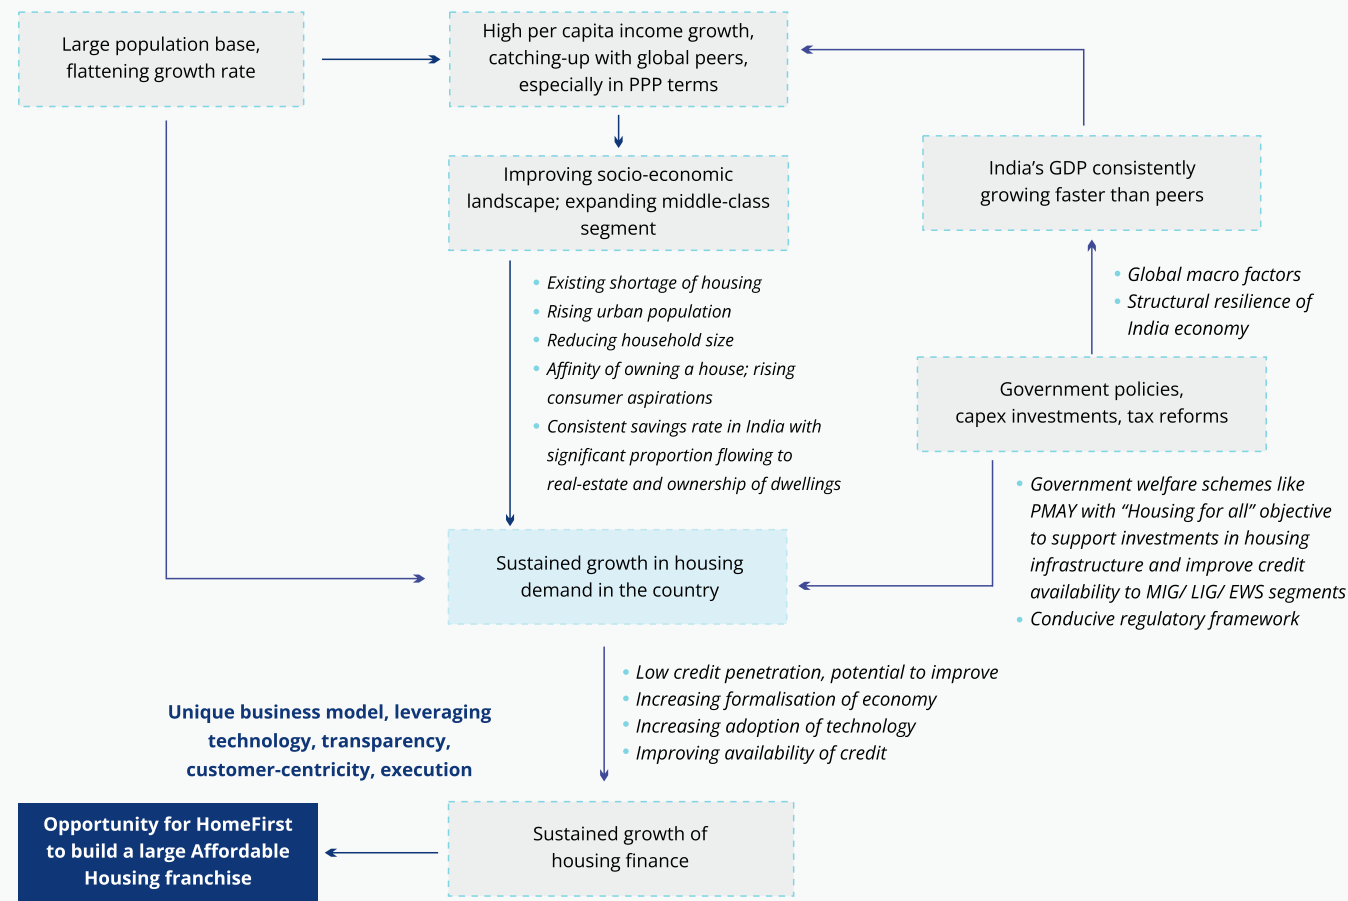 Large population base,
flattening growth rate
High per capita income growth,
catching-up with global peers,
especially in PPP terms
Improving socio-economic
landscape; expanding middle-class
segment
India’s GDP consistently
growing faster than peers
• Global macro factors
• Structural resilience of
India economy
• Existing shortage of housing
• Rising urban population
• Reducing household size
• Affinity of owning a house; rising
consumer aspirations
• Consistent savings rate in India with
significant proportion flowing to
real-estate and ownership of dwellings
Government policies,
capex investments, tax reforms
• Government welfare schemes like
PMAY with “Housing for all” objective
to support investments in housing
infrastructure and improve credit
availability to MIG/ LIG/ EWS segments
• Conducive regulatory framework
Sustained growth in housing
demand in the country
• Low credit penetration, potential to improve
• Increasing formalisation of economy
• Increasing adoption of technology
• Improving availability of credit
Unique business model, leveraging
technology, transparency,
customer-centricity, execution
Opportunity for HomeFirst
to build a large Affordable
Housing franchise
Sustained growth of
housing finance